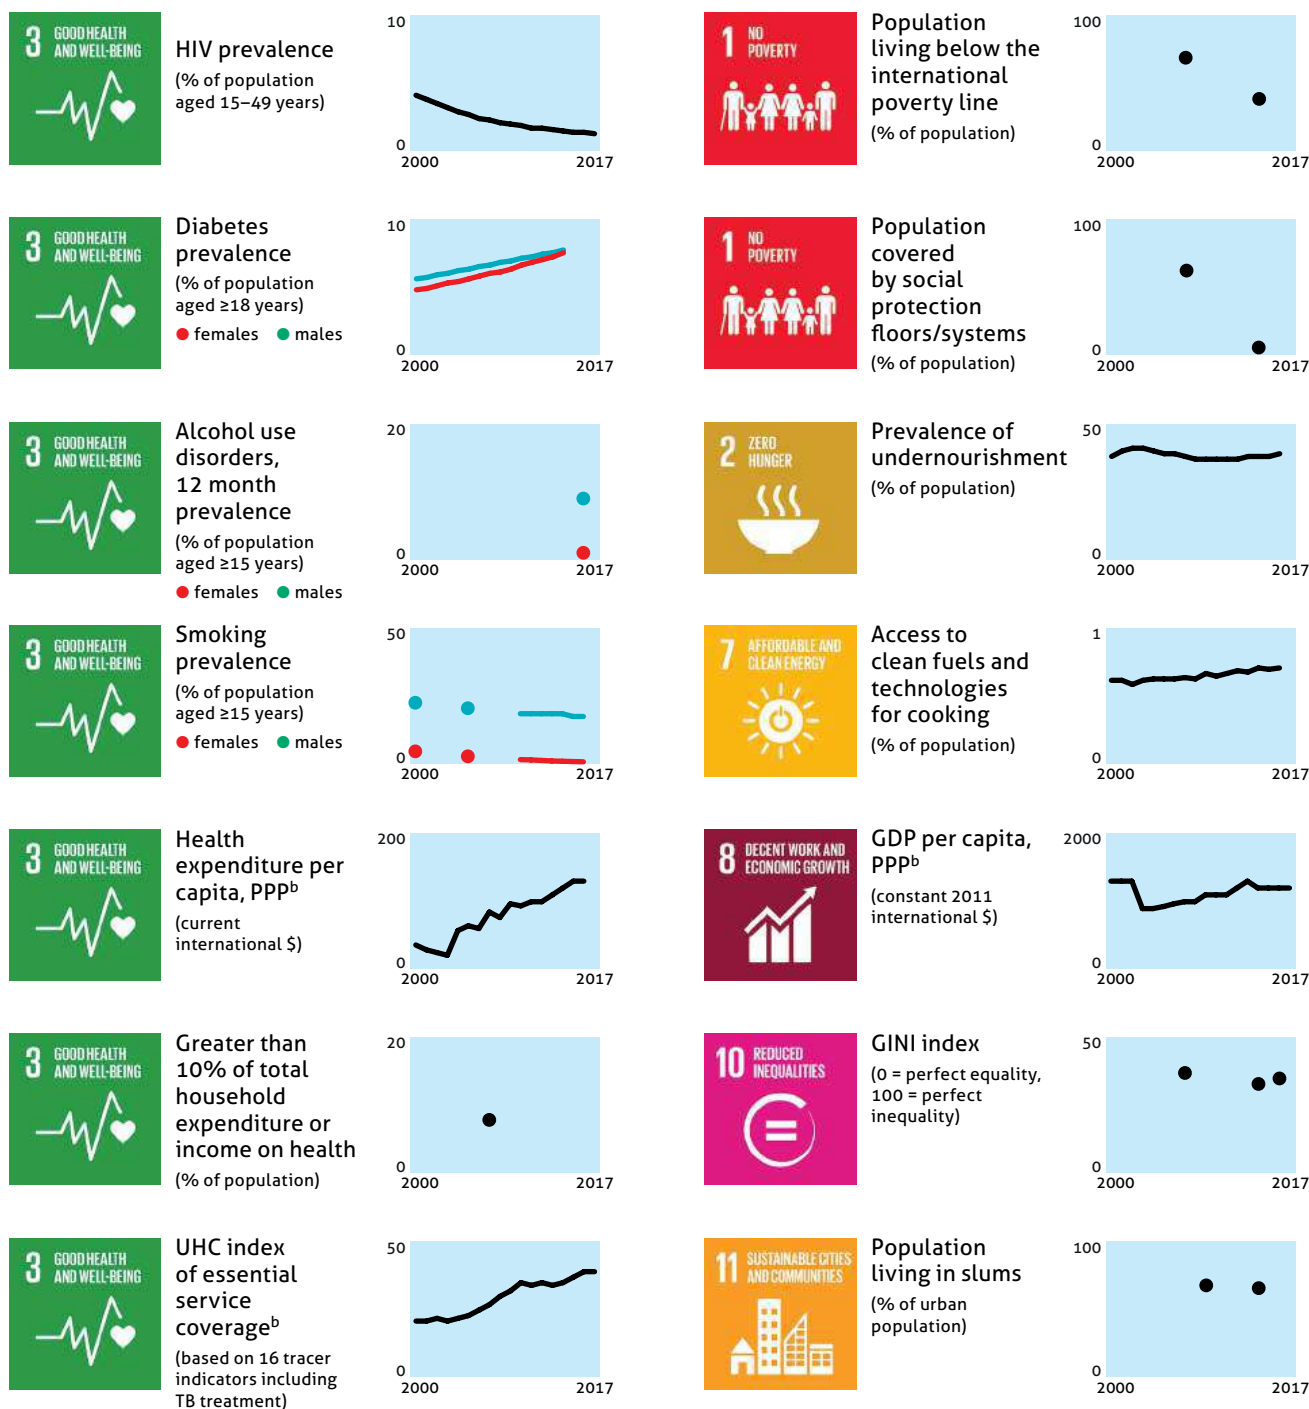 3 GOOD HEALTH
AND WELL-BEING
HIV prevalence
(% of population
aged 15–49 years)
10
0
2000 2017
3 GOOD HEALTH
AND WELL-BEING
Diabetes
prevalence
(% of population
aged ≥18 years)
females males
10
0
2000 2017
3 GOOD HEALTH
AND WELL-BEING
Alcohol use
disorders,
12 month
prevalence
(% of population
aged ≥15 years)
females males
20
0
2000 2017
3 GOOD HEALTH
AND WELL-BEING
Smoking
prevalence
(% of population
aged ≥15 years)
females males
50
0
2000 2017
3 GOOD HEALTH
AND WELL-BEING
Health
expenditure per
capita, PPPᵇ
(current
international $)
200
0
2000 2017
3 GOOD HEALTH
AND WELL-BEING
Greater than
10% of total
household
expenditure or
income on health
(% of population)
20
0
2000 2017
3 GOOD HEALTH
AND WELL-BEING
UHC index
of essential
service
coverageᵇ
(based on 16 tracer
indicators including
TB treatment)
50
0
2000 2017
1 NO
POVERTY
Population
living below the
international
poverty line
(% of population)
100
0
2000 2017
1 NO
POVERTY
Population
covered
by social
protection
floors/systems
(% of population)
100
0
2000 2017
2 ZERO
HUNGER
Prevalence of
undernourishment
(% of population)
50
0
2000 2017
7 AFFORDABLE AND
CLEAN ENERGY
Access to
clean fuels and
technologies
for cooking
(% of population)
1
0
2000 2017
8 DECENT WORK AND
ECONOMIC GROWTH
GDP per capita,
PPPᵇ
(constant 2011
international $)
2000
0
2000 2017
10 REDUCED
INEQUALITIES
GINI index
(0 = perfect equality,
100 = perfect
inequality)
50
0
2000 2017
11 SUSTAINABLE CITIES
AND COMMUNITIES
Population
living in slums
(% of urban
population)
100
0
2000 2017